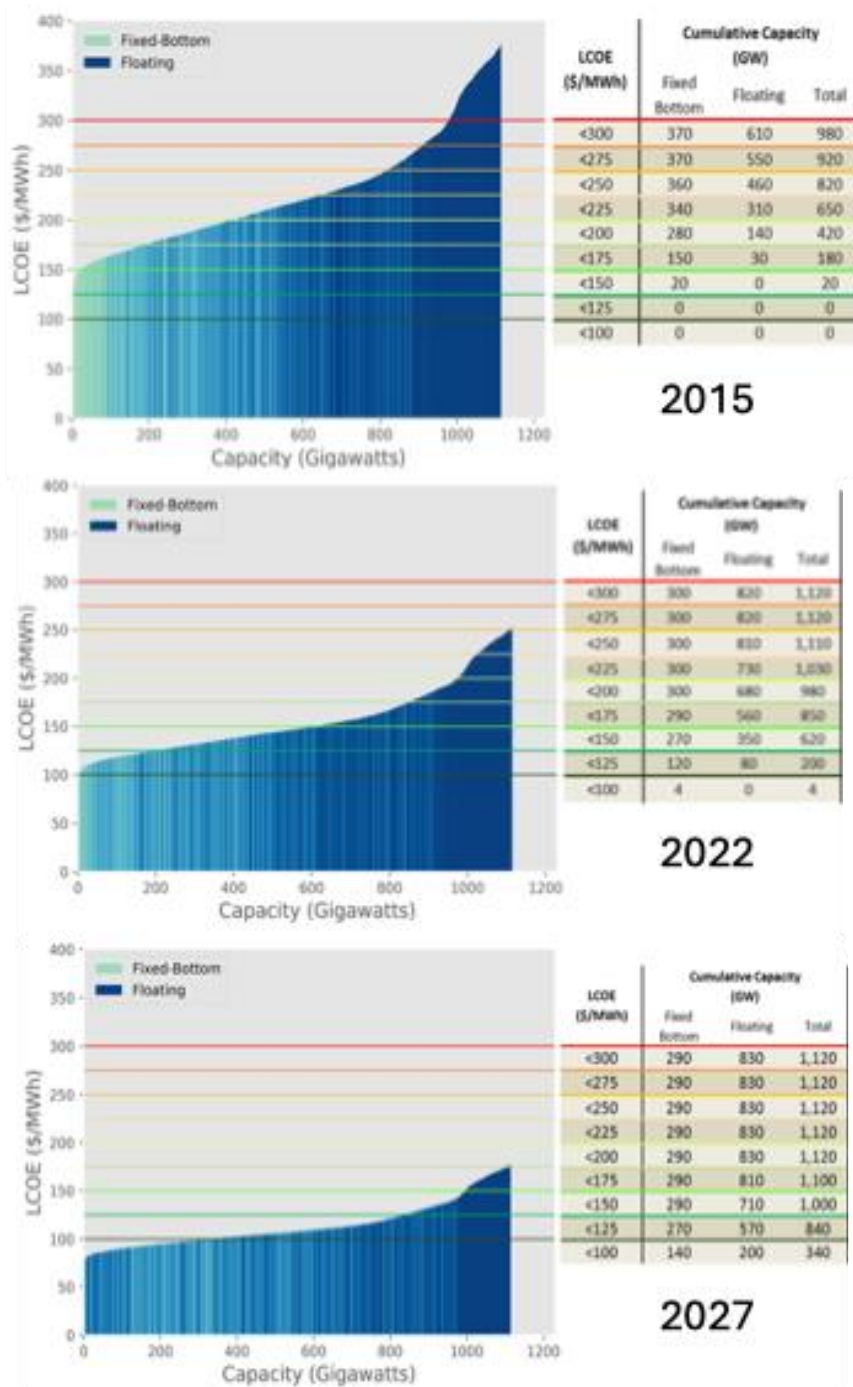 400
350
300
250
200
150
100
50
0
LCOE ($/MWh)
Fixed-Bottom
Floating
0 200 400 600 800 1000 1200
Capacity (Gigawatts)
LCOE ($/MWh)
Cumulative Capacity (GW)
Fixed Bottom Floating Total
<300 370 610 980
<275 370 550 920
<250 360 460 820
<225 340 310 650
<200 280 140 420
<175 150 30 180
<150 20 0 20
<125 0 0 0
<100 0 0 0
2015
400
350
300
250
200
150
100
50
0
LCOE ($/MWh)
Fixed-Bottom
Floating
0 200 400 600 800 1000 1200
Capacity (Gigawatts)
LCOE ($/MWh)
Cumulative Capacity (GW)
Fixed Bottom Floating Total
<300 300 820 1,120
<275 300 820 1,120
<250 300 810 1,110
<225 300 730 1,030
<200 300 680 980
<175 290 560 850
<150 270 350 620
<125 120 80 200
<100 4 0 4
2022
400
350
300
250
200
150
100
50
0
LCOE ($/MWh)
Fixed-Bottom
Floating
0 200 400 600 800 1000 1200
Capacity (Gigawatts)
LCOE ($/MWh)
Cumulative Capacity (GW)
Fixed Bottom Floating Total
<300 290 830 1,120
<275 290 830 1,120
<250 290 830 1,120
<225 290 830 1,120
<200 290 830 1,120
<175 290 810 1,100
<150 290 710 1,000
<125 270 570 840
<100 140 200 340
2027